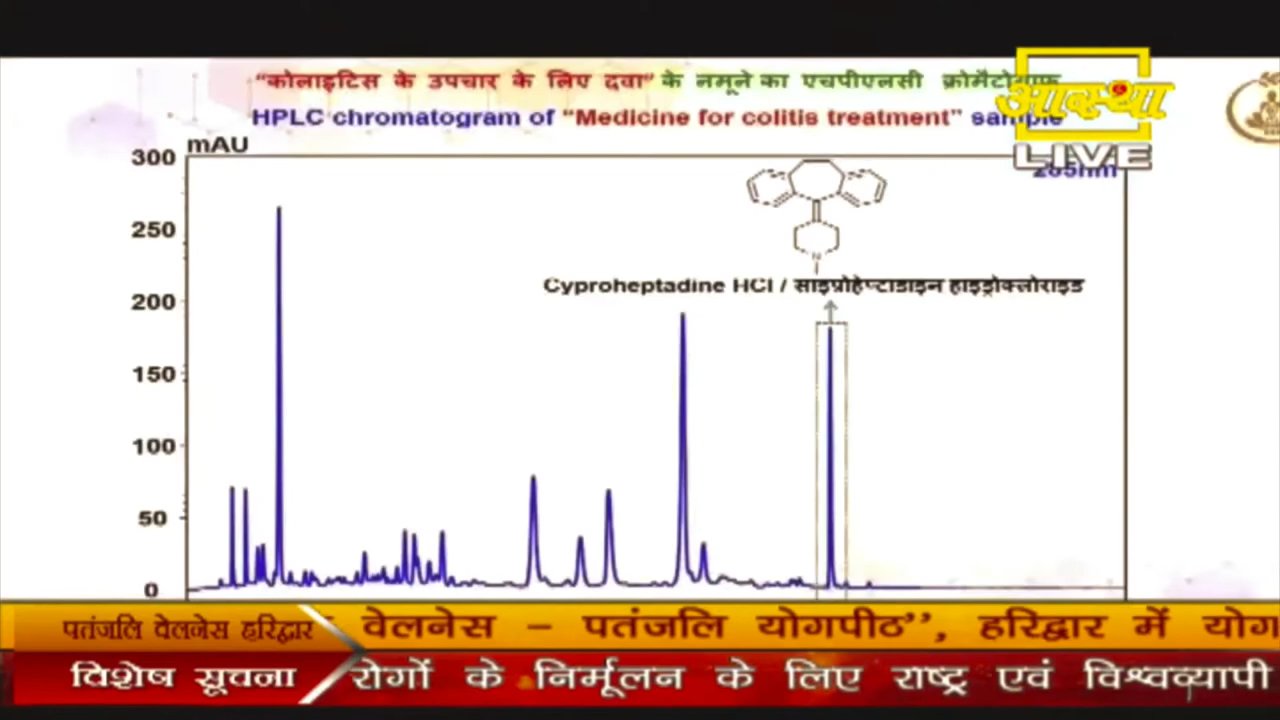 “कोलाइटिस के उपचार के लिए दवा” के नमूने का एचपीएलसी क्रोमैटोग्राफ
HPLC chromatogram of “Medicine for colitis treatment” sample
आस्था
LIVE
mAU
285nm
300
250
200
150
100
50
0
N
Cyproheptadine HCl / साइप्रोहेप्टाडाइन हाइड्रोक्लोराइड
पतंजलि वेलनेस हरिद्वार
वेलनेस – पतंजलि योगपीठ”, हरिद्वार में योग
विशेष सूचना
रोगों के निर्मूलन के लिए राष्ट्र एवं विश्वव्यापी